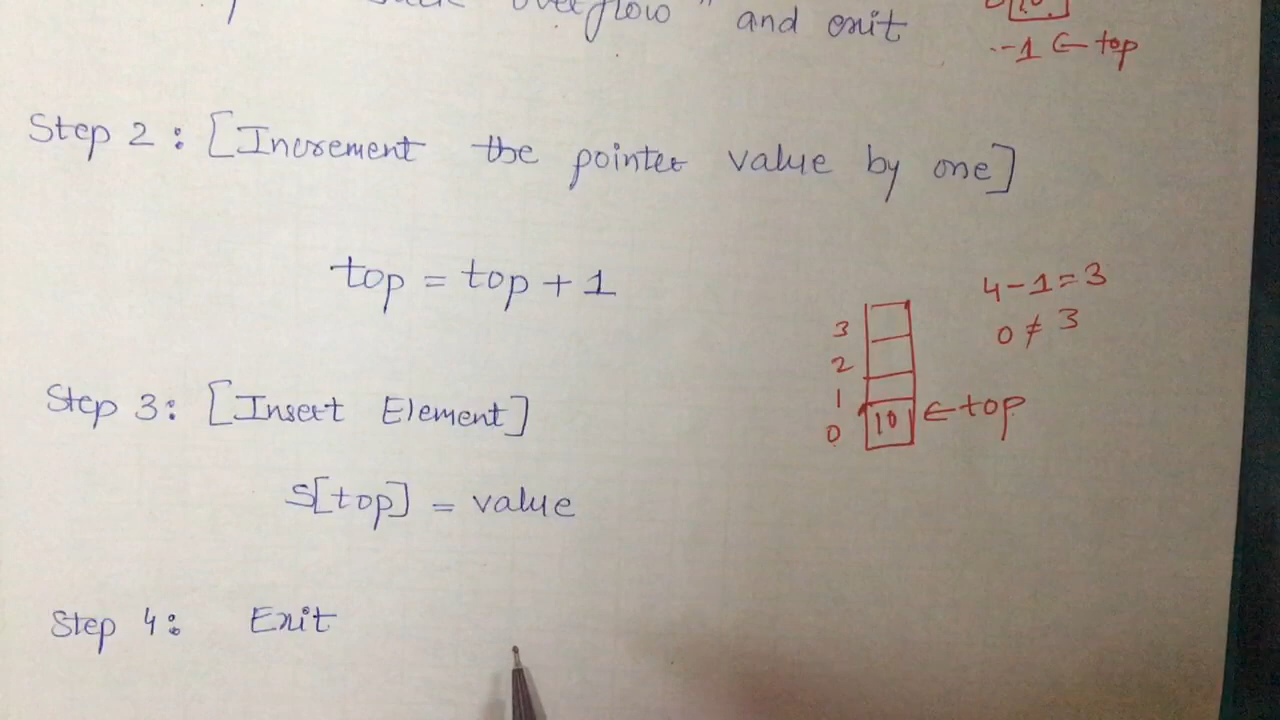 overflow" and exit
--1 ← top
Step 2: [Increment the pointer value by one]
top = top + 1
4-1=3
0 ≠ 3
3
2
1
0 10 ← top
Step 3: [Insert Element]
S[top] = value
Step 4: Exit